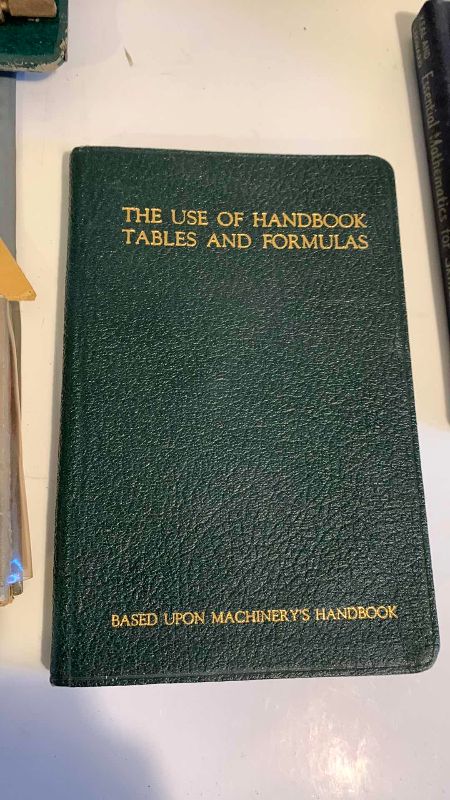 THE USE OF HANDBOOK
TABLES AND FORMULAS
BASED UPON MACHINERY'S HANDBOOK
Essential Mathematics for